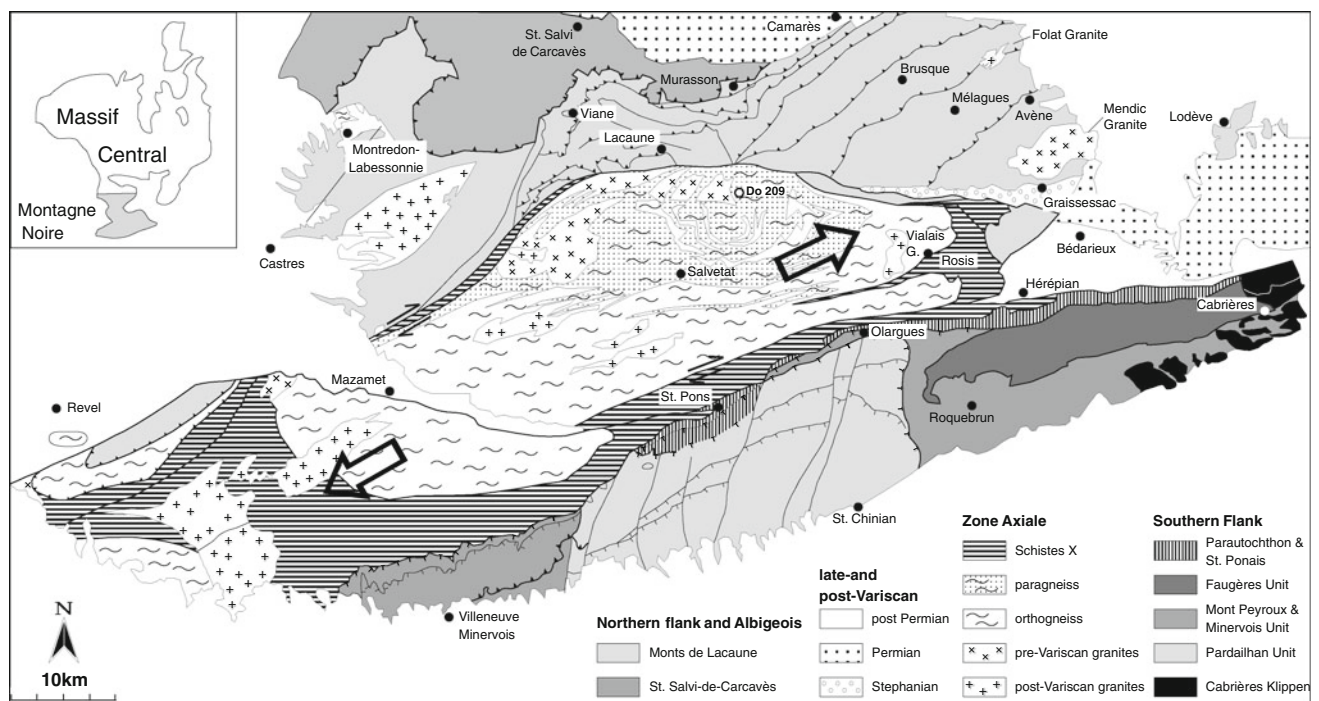 Massif
Central
Montagne
Noire
St. Salvi
de Carcavès
Camarès
Folat Granite
Murasson
Brusque
Mélagues
Avène
Mendic
Granite
Lodève
Viane
Montredon-
Labessonnie
Lacaune
Do 209
Graissessac
Castres
Vialais
G.
Rosis
Bédarieux
Salvetat
Hérépian
Cabrières
Olargues
Mazamet
Revel
St. Pons
Roquebrun
St. Chinian
Villeneuve
Minervois
N
10km
Northern flank and Albigeois
Monts de Lacaune
St. Salvi-de-Carcavès
late-and
post-Variscan
post Permian
Permian
Stephanian
Zone Axiale
Schistes X
paragneiss
orthogneiss
pre-Variscan granites
post-Variscan granites
Southern Flank
Parautochthon &
St. Ponais
Faugères Unit
Mont Peyroux &
Minervois Unit
Pardailhan Unit
Cabrières Klippen